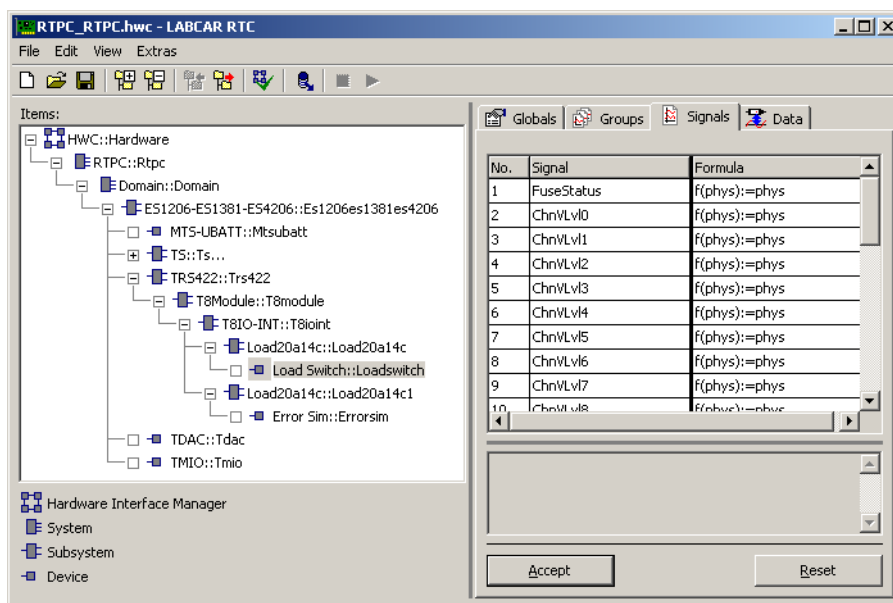 RTPC_RTPC.hwc - LABCAR RTC
File Edit View Extras
Items:
HWC::Hardware
RTPC::Rtpc
Domain::Domain
ES1206-ES1381-ES4206::Es1206es1381es4206
MTS-UBATT::Mtsubatt
TS::Ts...
TRS422::Trs422
T8Module::T8module
T8IO-INT::T8ioint
Load20a14c::Load20a14c
Load Switch::Loadswitch
Load20a14c::Load20a14c1
Error Sim::Errorsim
TDAC::Tdac
TMIO::Tmio
Hardware Interface Manager
System
Subsystem
Device
Globals Groups Signals Data
No. Signal Formula
1 FuseStatus f(phys):=phys
2 ChnVLvl0 f(phys):=phys
3 ChnVLvl1 f(phys):=phys
4 ChnVLvl2 f(phys):=phys
5 ChnVLvl3 f(phys):=phys
6 ChnVLvl4 f(phys):=phys
7 ChnVLvl5 f(phys):=phys
8 ChnVLvl6 f(phys):=phys
9 ChnVLvl7 f(phys):=phys
10 ChnVLvl8 f(phys):=phys
Accept Reset